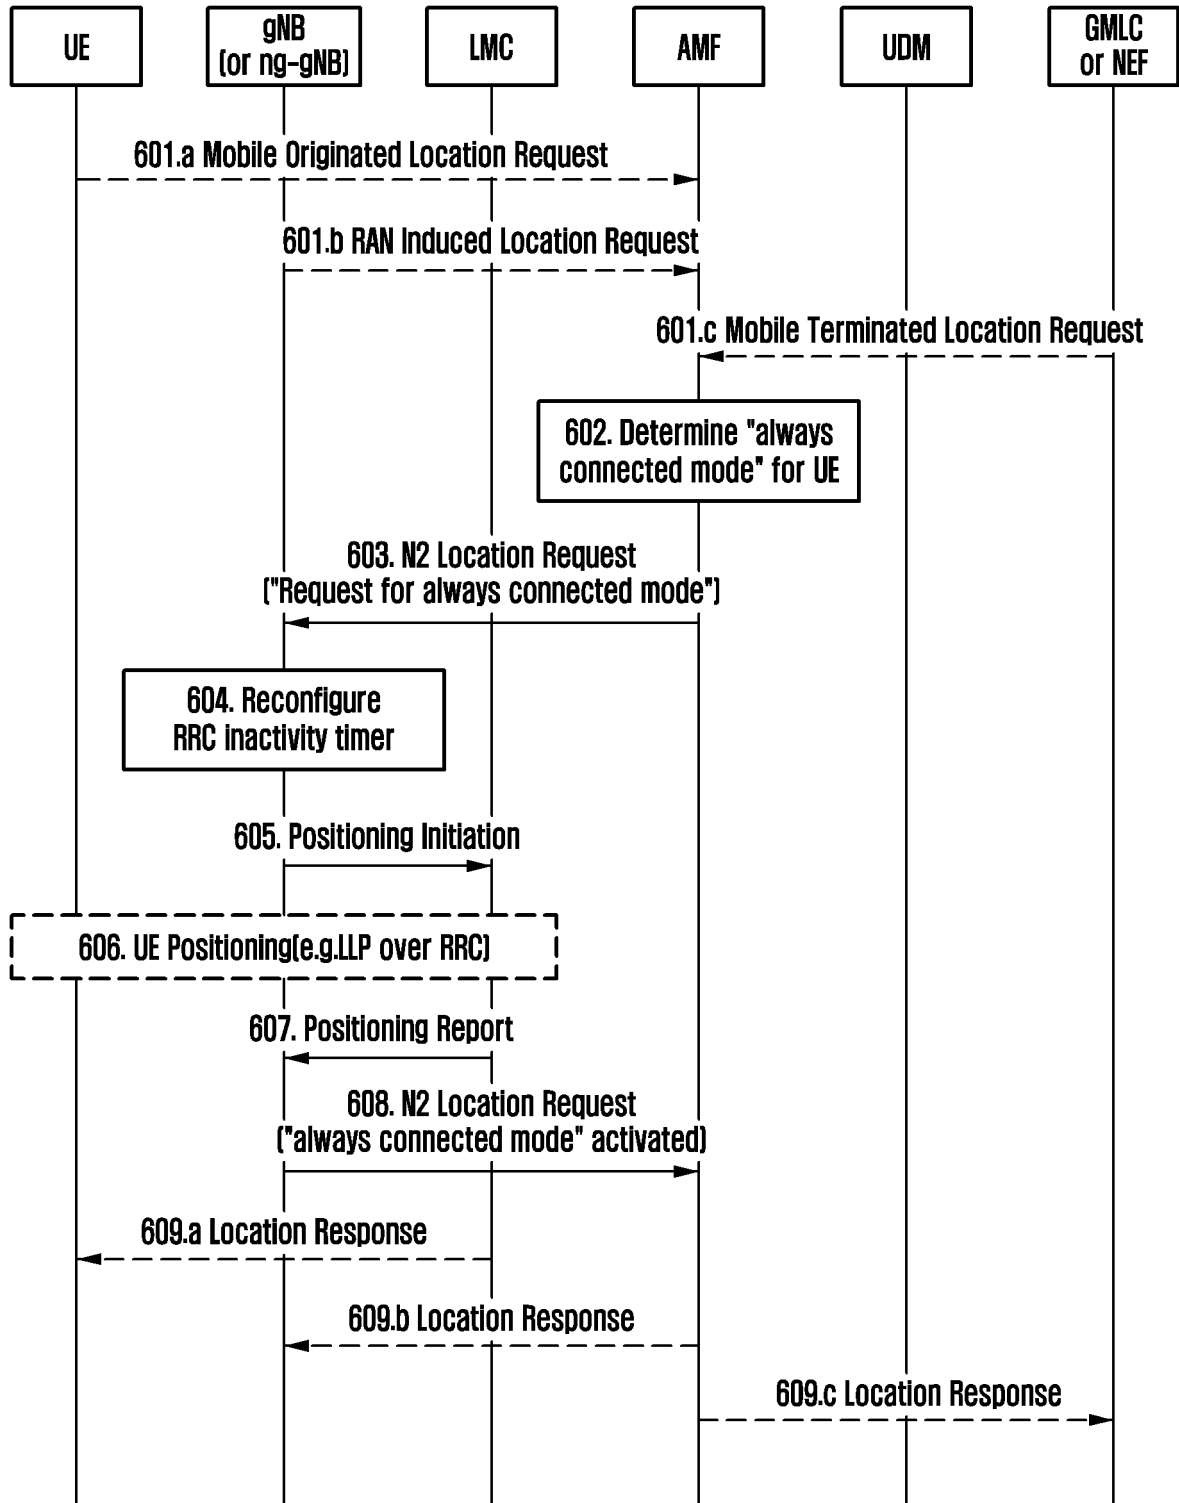 UE
gNB
(or ng-gNB)
LMC
AMF
UDM
GMLC
or NEF
601.a Mobile Originated Location Request
601.b RAN Induced Location Request
601.c Mobile Terminated Location Request
602. Determine "always
connected mode" for UE
603. N2 Location Request
("Request for always connected mode")
604. Reconfigure
RRC inactivity timer
605. Positioning Initiation
606. UE Positioning(e.g.LLP over RRC)
607. Positioning Report
608. N2 Location Request
("always connected mode" activated)
609.a Location Response
609.b Location Response
609.c Location Response